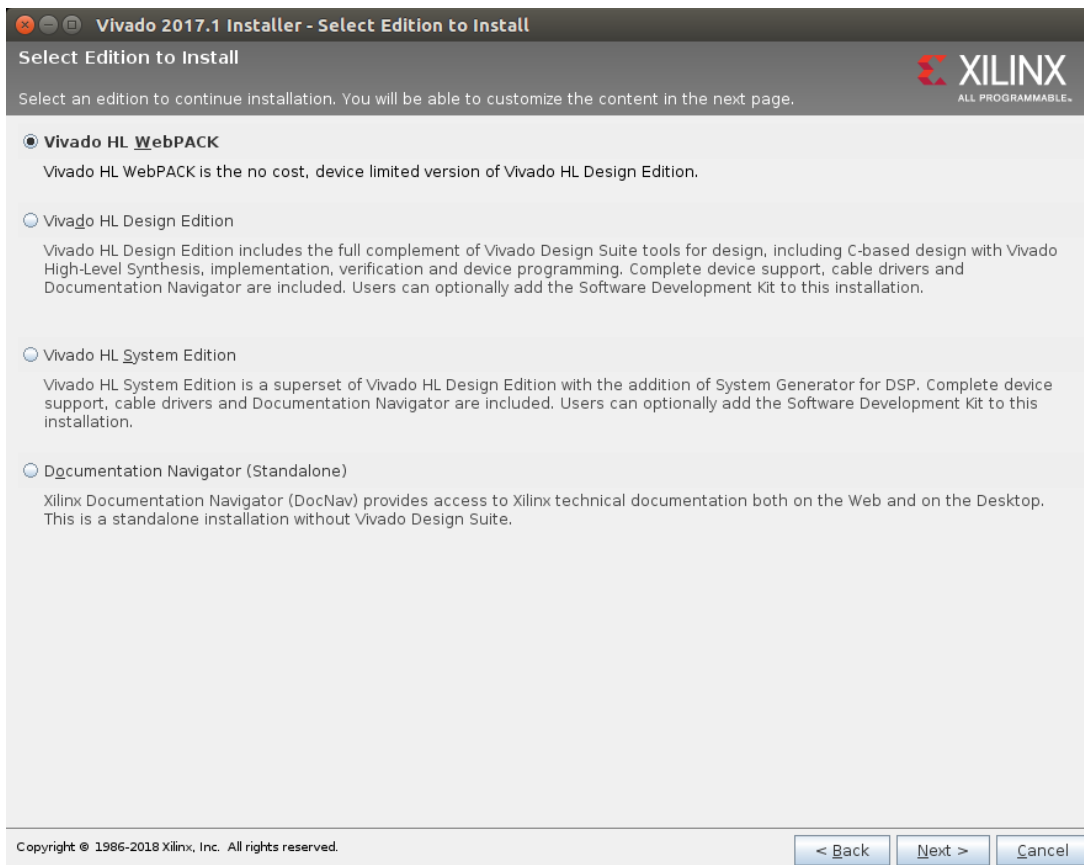 Vivado 2017.1 Installer - Select Edition to Install
Select Edition to Install
XILINX
ALL PROGRAMMABLE™
Select an edition to continue installation. You will be able to customize the content in the next page.
Vivado HL WebPACK
Vivado HL WebPACK is the no cost, device limited version of Vivado HL Design Edition.
Vivado HL Design Edition
Vivado HL Design Edition includes the full complement of Vivado Design Suite tools for design, including C-based design with Vivado
High-Level Synthesis, implementation, verification and device programming. Complete device support, cable drivers and
Documentation Navigator are included. Users can optionally add the Software Development Kit to this installation.
Vivado HL System Edition
Vivado HL System Edition is a superset of Vivado HL Design Edition with the addition of System Generator for DSP. Complete device
support, cable drivers and Documentation Navigator are included. Users can optionally add the Software Development Kit to this
installation.
Documentation Navigator (Standalone)
Xilinx Documentation Navigator (DocNav) provides access to Xilinx technical documentation both on the Web and on the Desktop.
This is a standalone installation without Vivado Design Suite.
Copyright © 1986-2018 Xilinx, Inc. All rights reserved.
< Back
Next >
Cancel